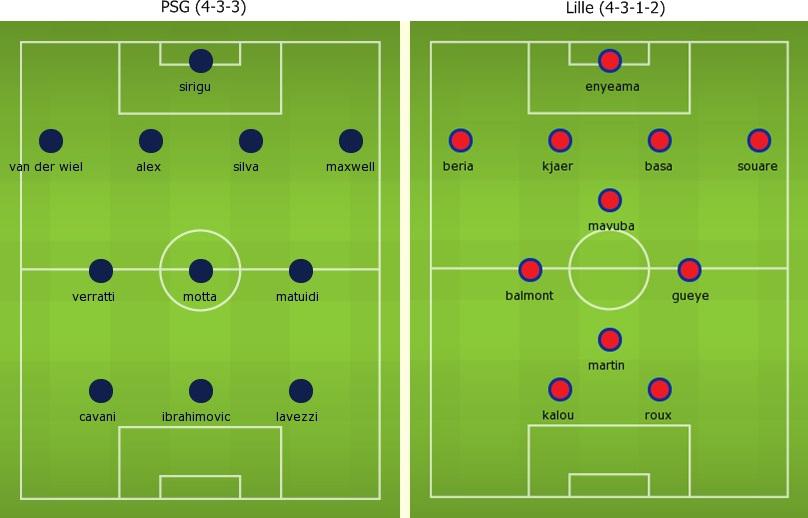 PSG (4-3-3)
sirigu
van der wiel alex silva maxwell
verratti motta matuidi
cavani ibrahimovic lavezzi
Lille (4-3-1-2)
enyeama
beria kjaer basa souare
mavuba
balmont gueye
martin
kalou roux